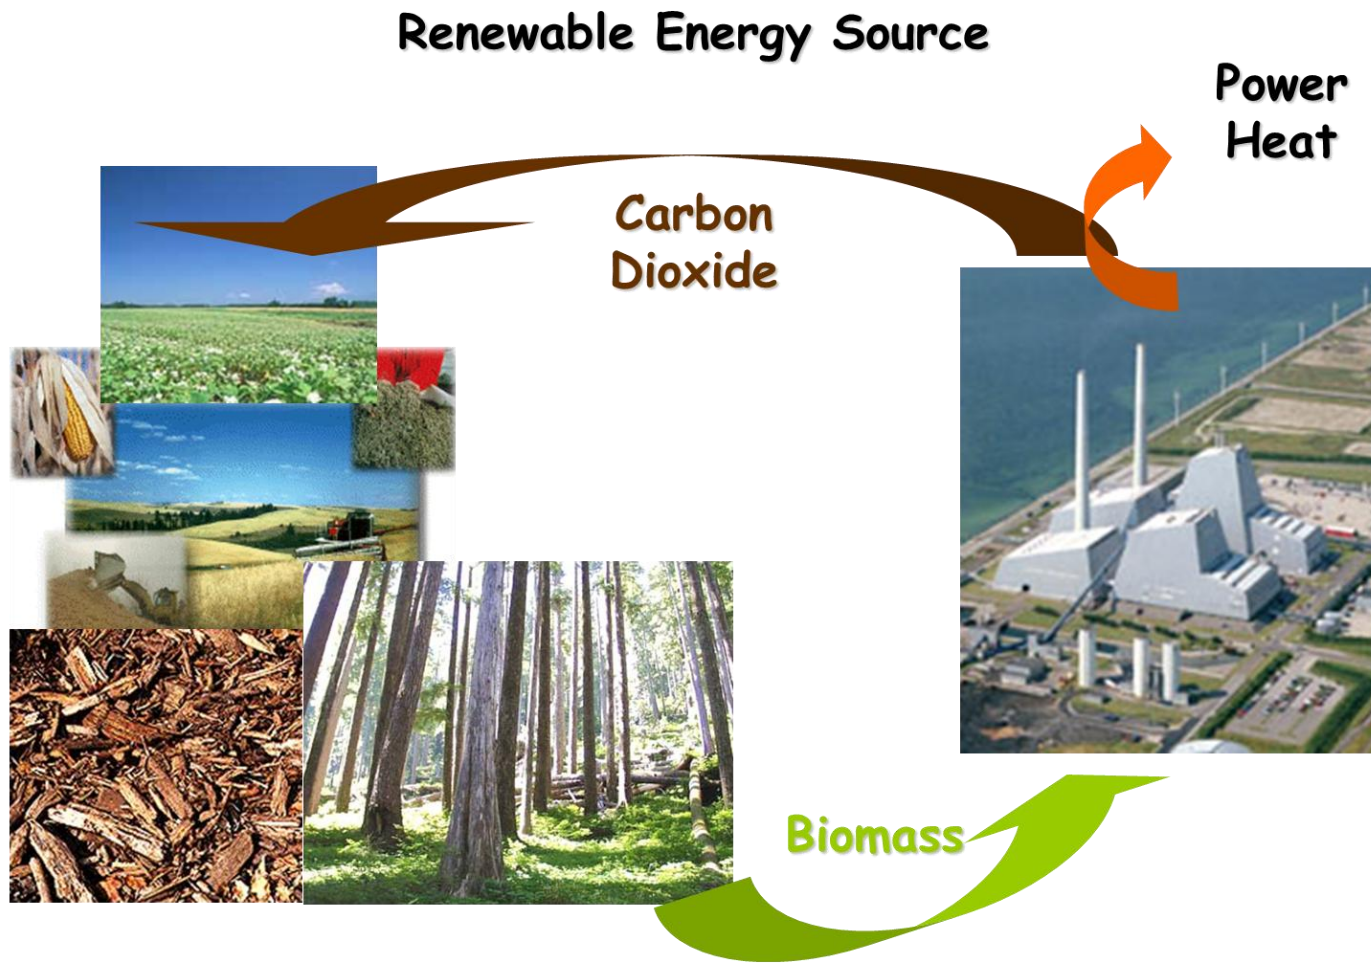 Renewable Energy Source
Power
Heat
Carbon
Dioxide
Biomass